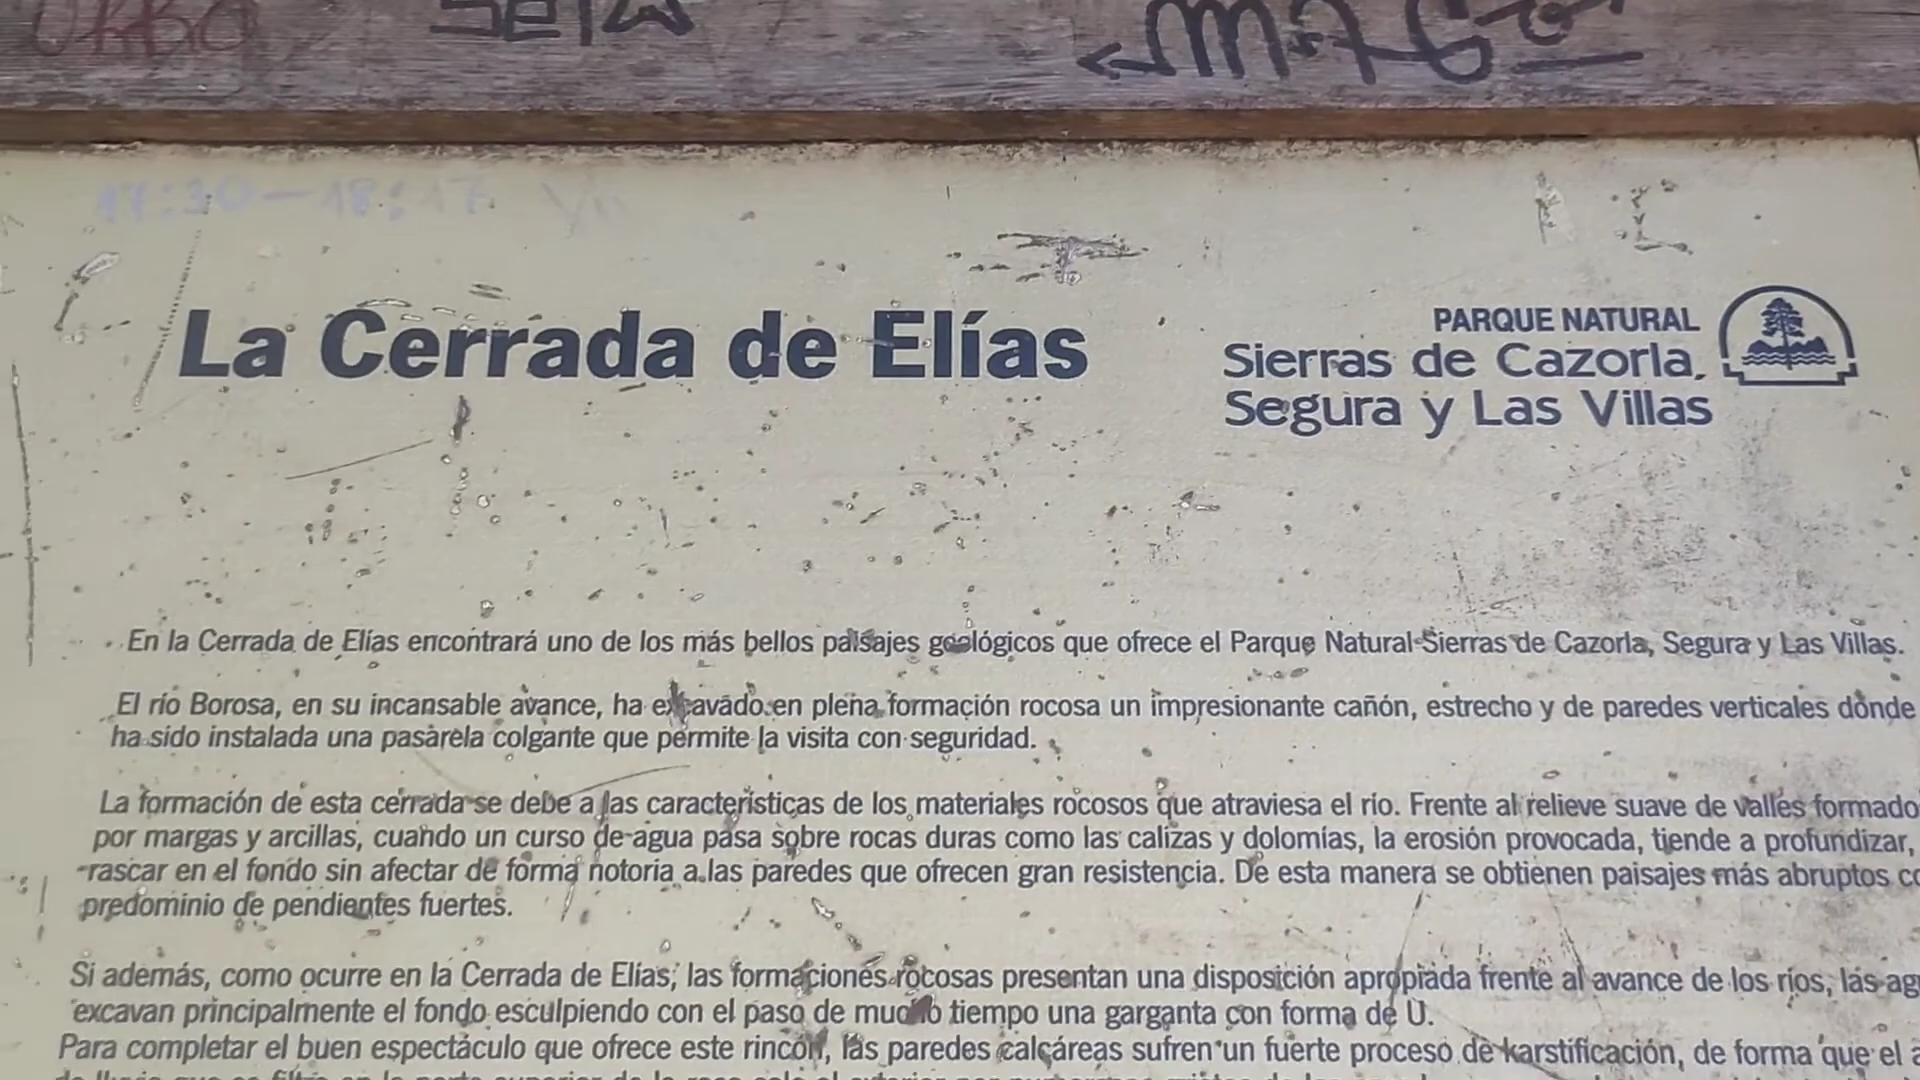 17:30-18:17
La Cerrada de Elías
PARQUE NATURAL
Sierras de Cazorla,
Segura y Las Villas
En la Cerrada de Elías encontrará uno de los más bellos paisajes geológicos que ofrece el Parque Natural Sierras de Cazorla, Segura y Las Villas.
El río Borosa, en su incansable avance, ha excavado en plena formación rocosa un impresionante cañón, estrecho y de paredes verticales donde
ha sido instalada una pasarela colgante que permite la visita con seguridad.
La formación de esta cerrada se debe a las características de los materiales rocosos que atraviesa el río. Frente al relieve suave de valles formado
por margas y arcillas, cuando un curso de agua pasa sobre rocas duras como las calizas y dolomías, la erosión provocada, tiende a profundizar,
rascar en el fondo sin afectar de forma notoria a las paredes que ofrecen gran resistencia. De esta manera se obtienen paisajes más abruptos
predominio de pendientes fuertes.
Si además, como ocurre en la Cerrada de Elías, las formaciones rocosas presentan una disposición apropiada frente al avance de los ríos, las
excavan principalmente el fondo esculpiendo con el paso de mucho tiempo una garganta con forma de U.
Para completar el buen espectáculo que ofrece este rincón, las paredes calcáreas sufren un fuerte proceso de karstificación, de forma que el